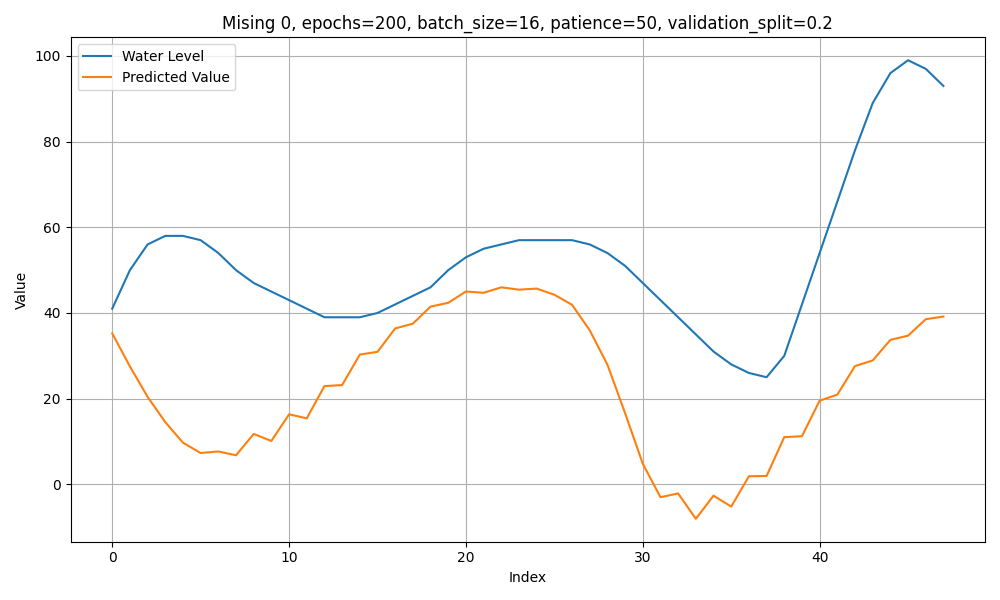 Mising 0, epochs=200, batch_size=16, patience=50, validation_split=0.2
Water Level
Predicted Value
100
80
60
40
20
0
Value
0 10 20 30 40
Index